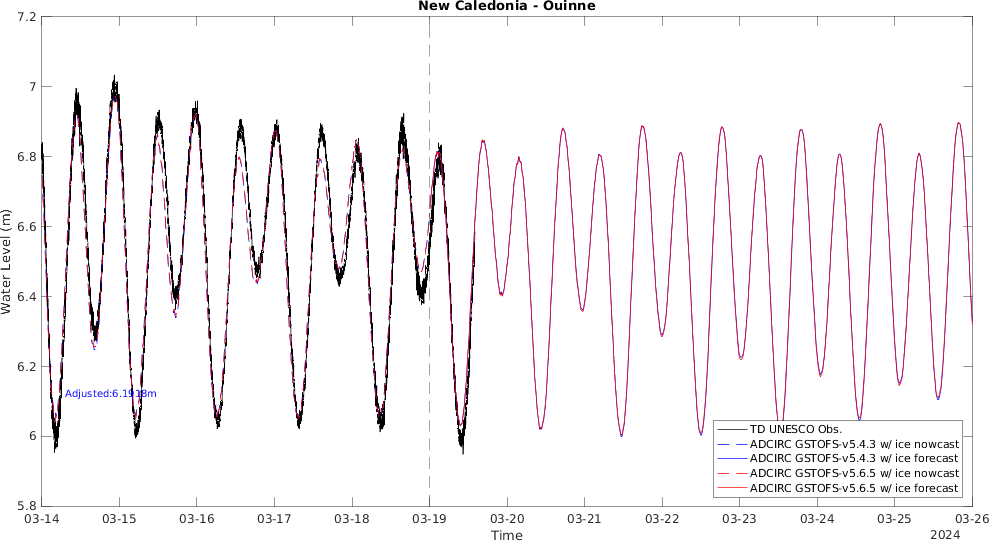 New Caledonia - Ouinne
7.2
7
6.8
6.6
6.4
6.2
6
5.8
Water Level (m)
Adjusted:6.1918m
TD UNESCO Obs.
ADCIRC GSTOFS-v5.4.3 w/ ice nowcast
ADCIRC GSTOFS-v5.4.3 w/ ice forecast
ADCIRC GSTOFS-v5.6.5 w/ ice nowcast
ADCIRC GSTOFS-v5.6.5 w/ ice forecast
03-14 03-15 03-16 03-17 03-18 03-19 03-20 03-21 03-22 03-23 03-24 03-25 03-26
Time
2024